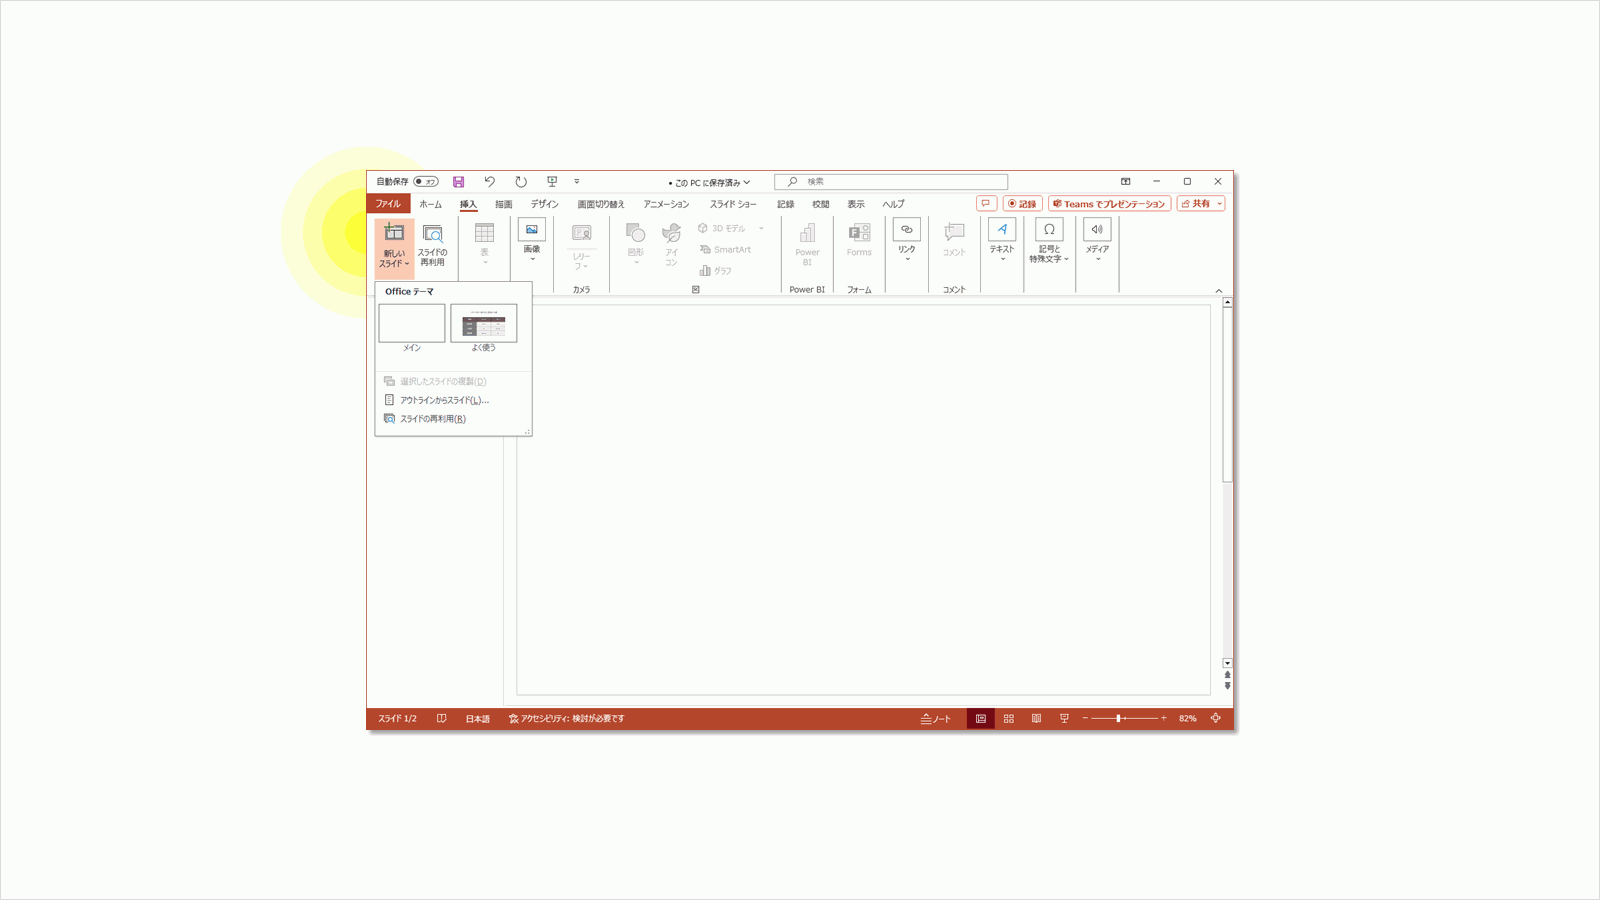 自動保存 オフ
• この PC に保存済み
検索
ファイル ホーム 挿入 描画 デザイン 画面切り替え アニメーション スライド ショー 記録 校閲 表示 ヘルプ
記録 Teams でプレゼンテーション 共有
新しい
スライド
スライドの
再利用
表
画像
レリー
フ
図形
アイ
コン
3D モデル
SmartArt
グラフ
Power
BI
Forms
リンク
コメント
テキスト
記号と
特殊文字
メディア
カメラ
Power BI
フォーム
コメント
Office テーマ
メイン
よく使う
選択したスライドの複製(D)
アウトラインからスライド(L)...
スライドの再利用(R)
スライド 1/2 日本語 アクセシビリティ: 検討が必要です ノート 82%